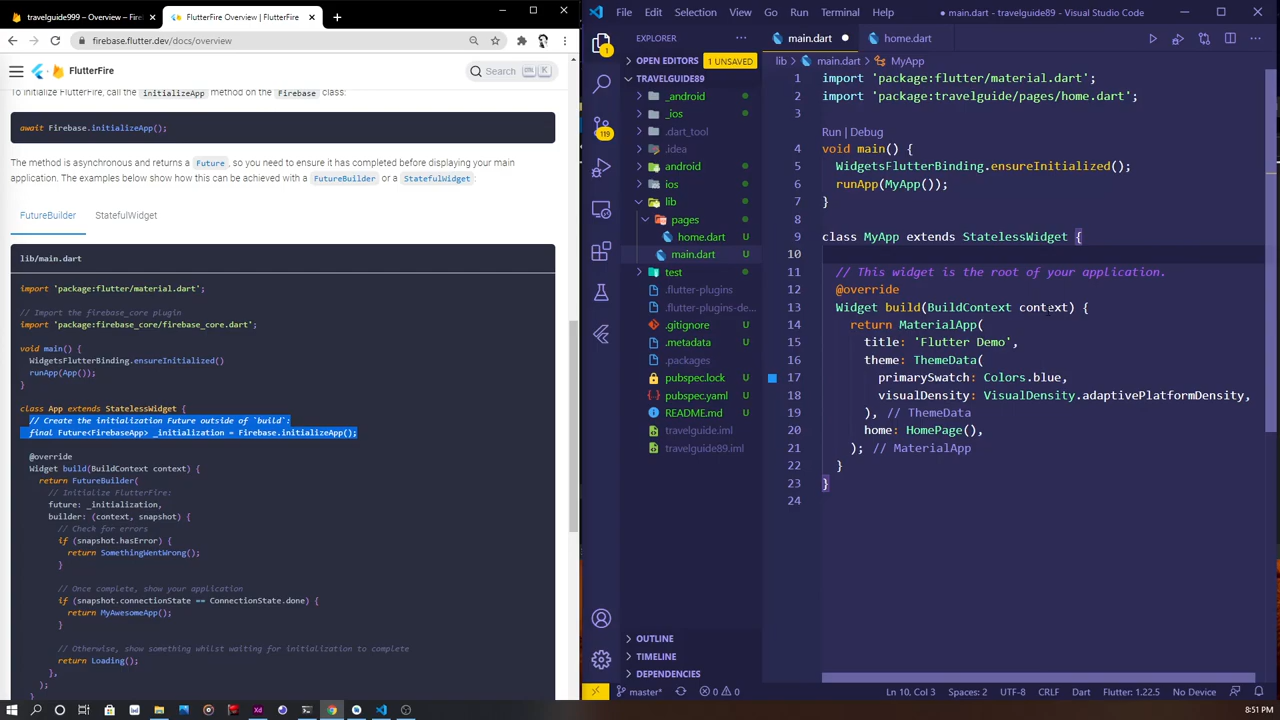 travelguide999 – Overview – Fire
FlutterFire Overview | FlutterFire
firebase.flutter.dev/docs/overview
FlutterFire
Search
K
To initialize FlutterFire, call the initializeApp method on the Firebase class:
await Firebase.initializeApp();
The method is asynchronous and returns a Future, so you need to ensure it has completed before displaying your main
application. The examples below show how this can be achieved with a FutureBuilder or a StatefulWidget:
FutureBuilder
StatefulWidget
lib/main.dart
import 'package:flutter/material.dart';
// Import the firebase_core plugin
import 'package:firebase_core/firebase_core.dart';
void main() {
WidgetsFlutterBinding.ensureInitialized()
runApp(App());
}
class App extends StatelessWidget {
// Create the initialization Future outside of `build`:
final Future<FirebaseApp> _initialization = Firebase.initializeApp();
@override
Widget build(BuildContext context) {
return FutureBuilder(
// Initialize FlutterFire:
future: _initialization,
builder: (context, snapshot) {
// Check for errors
if (snapshot.hasError) {
return SomethingWentWrong();
}
// Once complete, show your application
if (snapshot.connectionState == ConnectionState.done) {
return MyAwesomeApp();
}
// Otherwise, show something whilst waiting for initialization to complete
return Loading();
},
);
}
File Edit Selection View Go Run Terminal Help
main.dart - travelguide89 - Visual Studio Code
EXPLORER
OPEN EDITORS
1 UNSAVED
TRAVELGUIDE89
_android
_ios
.dart_tool
.idea
android
ios
lib
pages
home.dart U
main.dart U
test
.flutter-plugins
.flutter-plugins-de...
.gitignore U
.metadata U
.packages
pubspec.lock U
pubspec.yaml U
README.md U
travelguide.iml
travelguide89.iml
OUTLINE
TIMELINE
DEPENDENCIES
1
119
main.dart
home.dart
lib > main.dart > MyApp
1 import 'package:flutter/material.dart';
2 import 'package:travelguide/pages/home.dart';
3
Run | Debug
4 void main() {
5 WidgetsFlutterBinding.ensureInitialized();
6 runApp(MyApp());
7 }
8
9 class MyApp extends StatelessWidget {
10
11 // This widget is the root of your application.
12 @override
13 Widget build(BuildContext context) {
14 return MaterialApp(
15 title: 'Flutter Demo',
16 theme: ThemeData(
17 primarySwatch: Colors.blue,
18 visualDensity: VisualDensity.adaptivePlatformDensity,
19 ), // ThemeData
20 home: HomePage(),
21 ); // MaterialApp
22 }
23 }
24
master*
0 0
Ln 10, Col 3 Spaces: 2 UTF-8 CRLF Dart Flutter: 1.22.5 No Device
8:51 PM